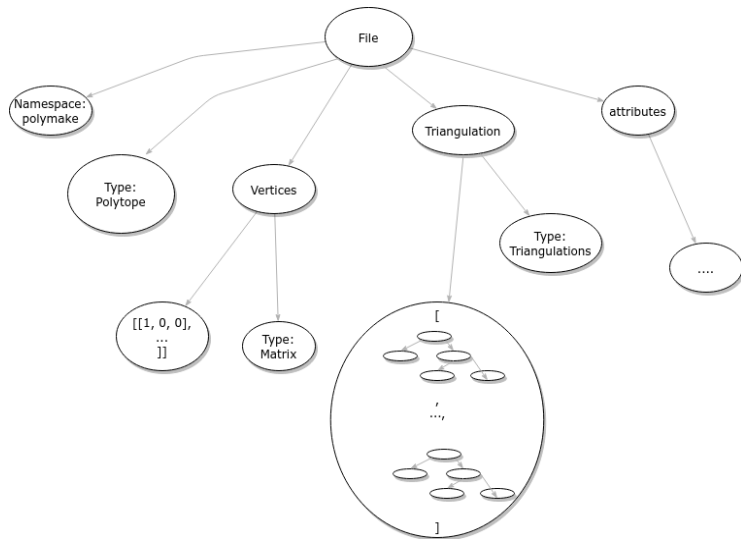 File
Namespace:
polymake
Triangulation
attributes
Type:
Polytope
Vertices
Type:
Triangulations
....
[[1, 0, 0],
...
]]
Type:
Matrix
[
,
...,
]